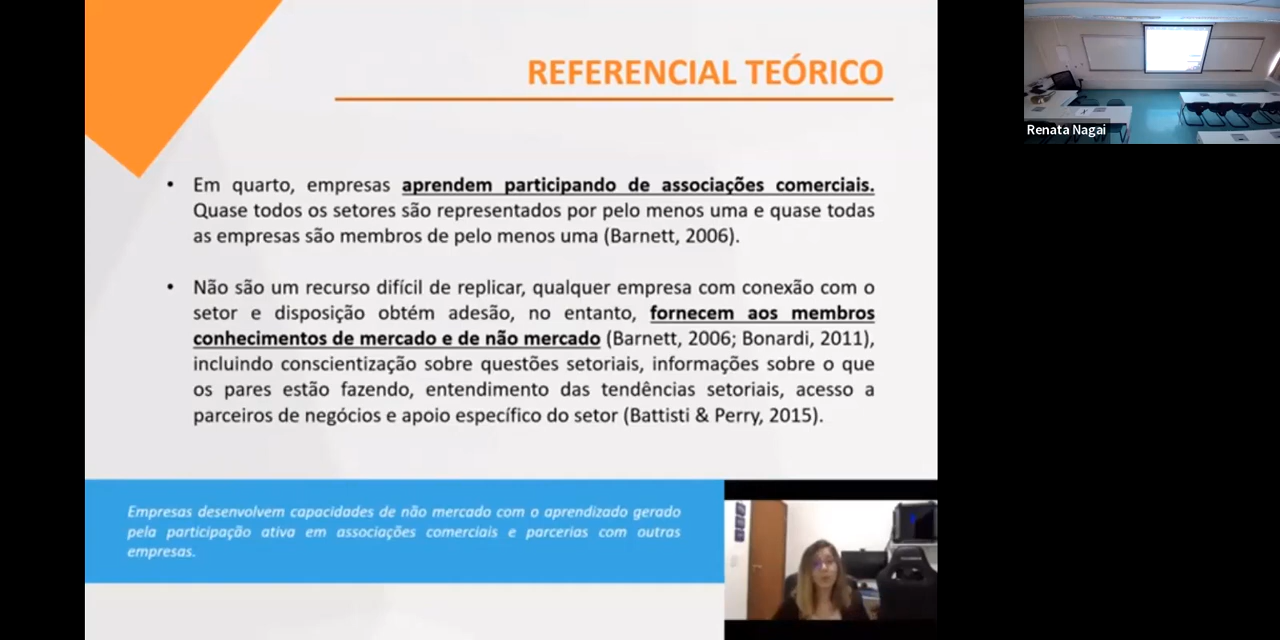 REFERENCIAL TEÓRICO
• Em quarto, empresas aprendem participando de associações comerciais.
Quase todos os setores são representados por pelo menos uma e quase todas
as empresas são membros de pelo menos uma (Barnett, 2006).
• Não são um recurso difícil de replicar, qualquer empresa com conexão com o
setor e disposição obtém adesão, no entanto, fornecem aos membros
conhecimentos de mercado e de não mercado (Barnett, 2006; Bonardi, 2011),
incluindo conscientização sobre questões setoriais, informações sobre o que
os pares estão fazendo, entendimento das tendências setoriais, acesso a
parceiros de negócios e apoio específico do setor (Battisti & Perry, 2015).
Empresas desenvolvem capacidades de não mercado com o aprendizado gerado
pela participação ativa em associações comerciais e parcerias com outras
empresas.
Renata Nagai